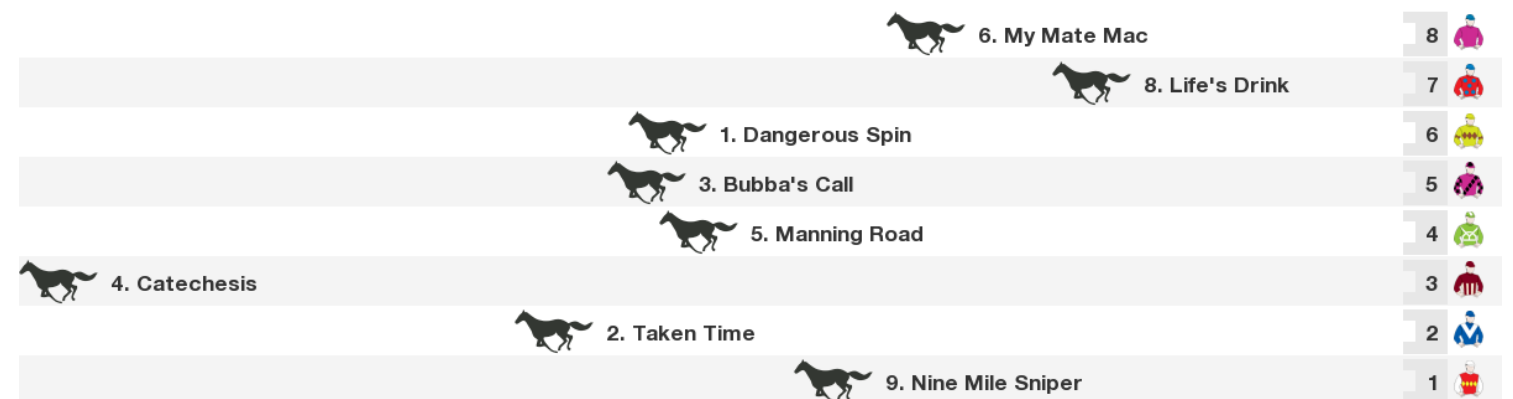 6. My Mate Mac 8
8. Life's Drink 7
1. Dangerous Spin 6
3. Bubba's Call 5
5. Manning Road 4
4. Catechesis 3
2. Taken Time 2
9. Nine Mile Sniper 1